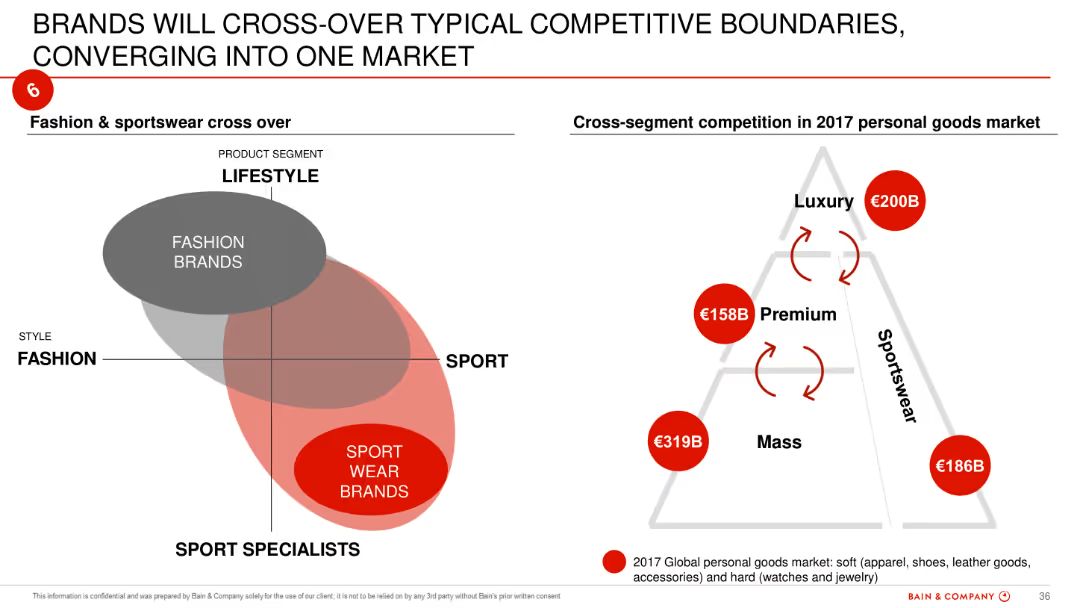 BRANDS WILL CROSS-OVER TYPICAL COMPETITIVE BOUNDARIES,
CONVERGING INTO ONE MARKET
6
Fashion & sportswear cross over
PRODUCT SEGMENT
LIFESTYLE
FASHION
BRANDS
STYLE
FASHION
SPORT
SPORT
WEAR
BRANDS
SPORT SPECIALISTS
Cross-segment competition in 2017 personal goods market
Luxury
€200B
€158B
Premium
Sportswear
€319B
Mass
€186B
2017 Global personal goods market: soft (apparel, shoes, leather goods,
accessories) and hard (watches and jewelry)
This information is confidential and was prepared by Bain & Company solely for the use of our client; it is not to be relied on by any 3rd party without Bain's prior written consent
BAIN & COMPANY
36